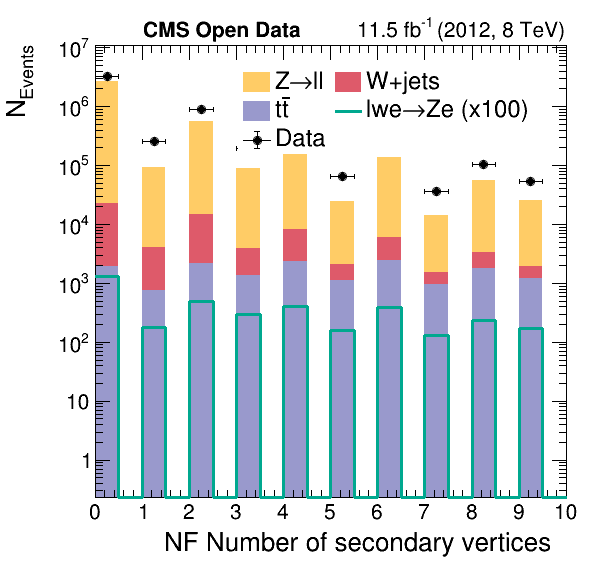 CMS Open Data 11.5 fb⁻¹ (2012, 8 TeV)
N_Events
10⁷
10⁶
10⁵
10⁴
10³
10²
10
1
Z→ll W+jets
tt̄ lwe→Ze (x100)
Data
0 1 2 3 4 5 6 7 8 9 10
NF Number of secondary vertices